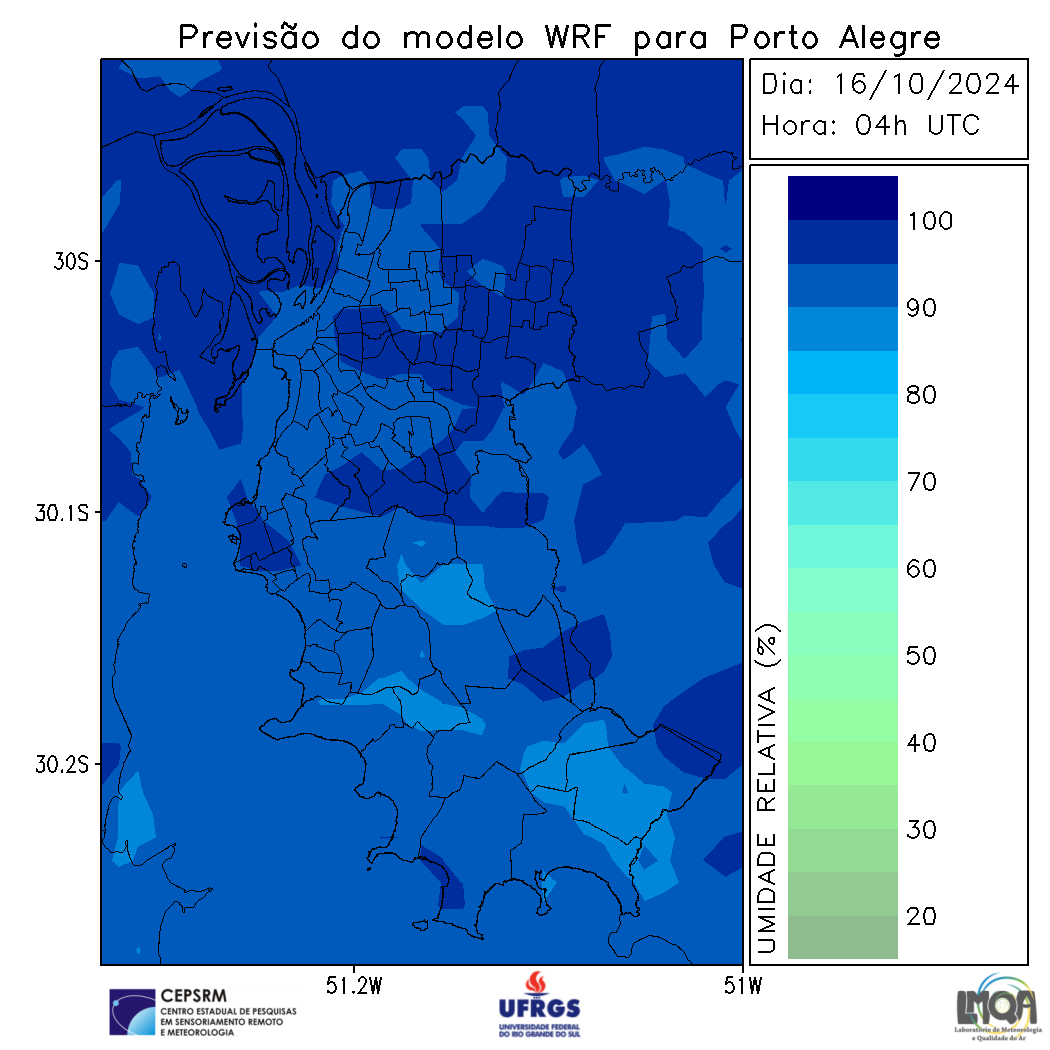 Previsão do modelo WRF para Porto Alegre
Dia: 16/10/2024
Hora: 04h UTC
100
90
80
70
60
50
40
30
20
UMIDADE RELATIVA (%)
30S
30.1S
30.2S
51.2W
51W
CEPSRM
CENTRO ESTADUAL DE PESQUISAS
EM SENSORIAMENTO REMOTO
E METEOROLOGIA
UFRGS
UNIVERSIDADE FEDERAL
DO RIO GRANDE DO SUL
LMQA
Laboratório de Meteorologia
e Qualidade do Ar